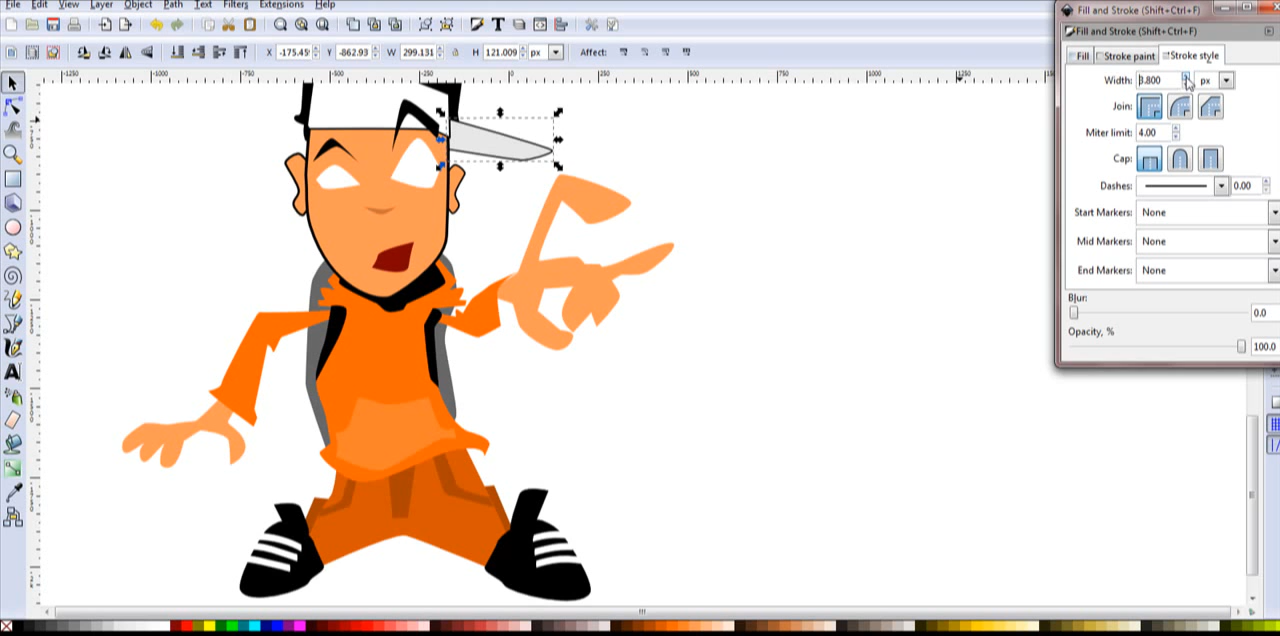 File Edit View Layer Object Path Text Filters Extensions Help
X -175.45 Y -862.93 W 299.131 H 121.009 px Affect:
-1250 -1000 -750 -500 -250 0 250 500 750 1000 1250
Fill and Stroke (Shift+Ctrl+F)
Fill and Stroke (Shift+Ctrl+F)
Fill Stroke paint Stroke style
Width: 3.800 px
Join:
Miter limit: 4.00
Cap:
Dashes: 0.00
Start Markers: None
Mid Markers: None
End Markers: None
Blur:
0.0
Opacity, %
100.0